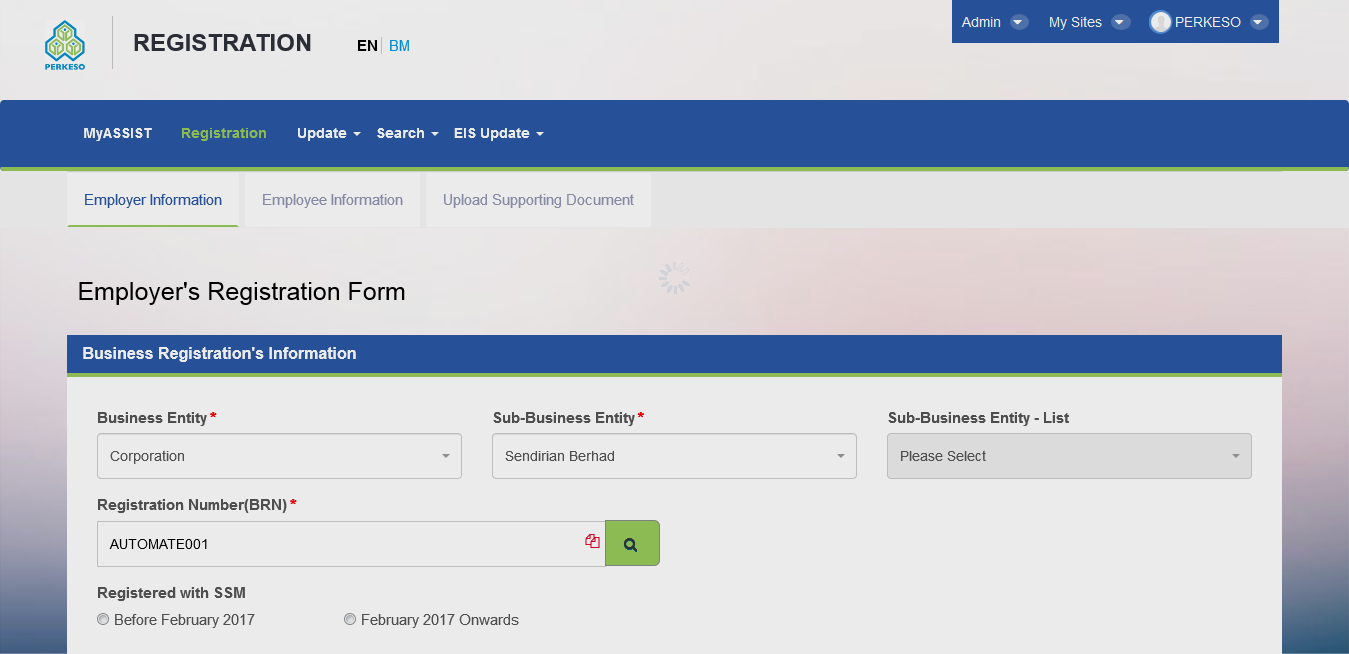 Admin My Sites PERKESO
PERKESO
REGISTRATION EN BM
MyASSIST Registration Update Search EIS Update
Employer Information Employee Information Upload Supporting Document
Employer's Registration Form
Business Registration's Information
Business Entity* Sub-Business Entity* Sub-Business Entity - List
Corporation Sendirian Berhad Please Select
Registration Number(BRN)*
AUTOMATE001
Registered with SSM
Before February 2017 February 2017 Onwards